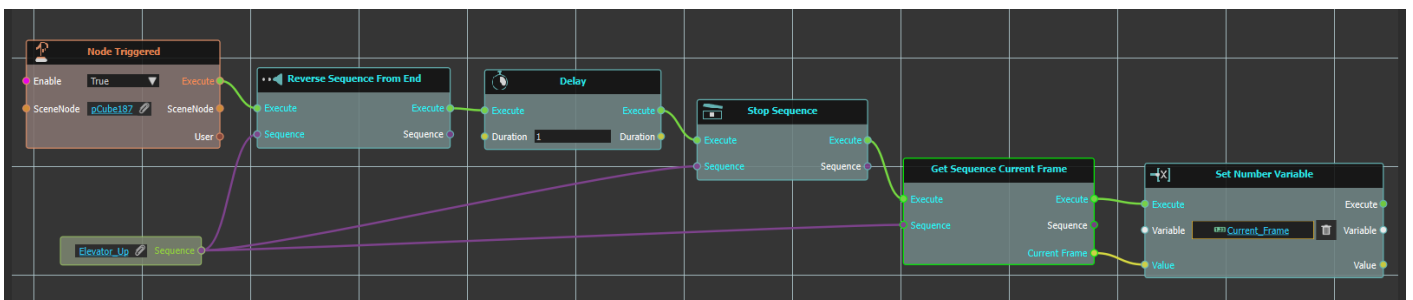 Node Triggered
Enable True Execute
SceneNode pCube187 SceneNode
User
Reverse Sequence From End
Execute Execute
Sequence Sequence
Delay
Execute Execute
Duration 1 Duration
Stop Sequence
Execute Execute
Sequence Sequence
Get Sequence Current Frame
Execute Execute
Sequence Sequence
Current Frame
[x] Set Number Variable
Execute Execute
Variable Current_Frame Variable
Value Value
Elevator_Up Sequence